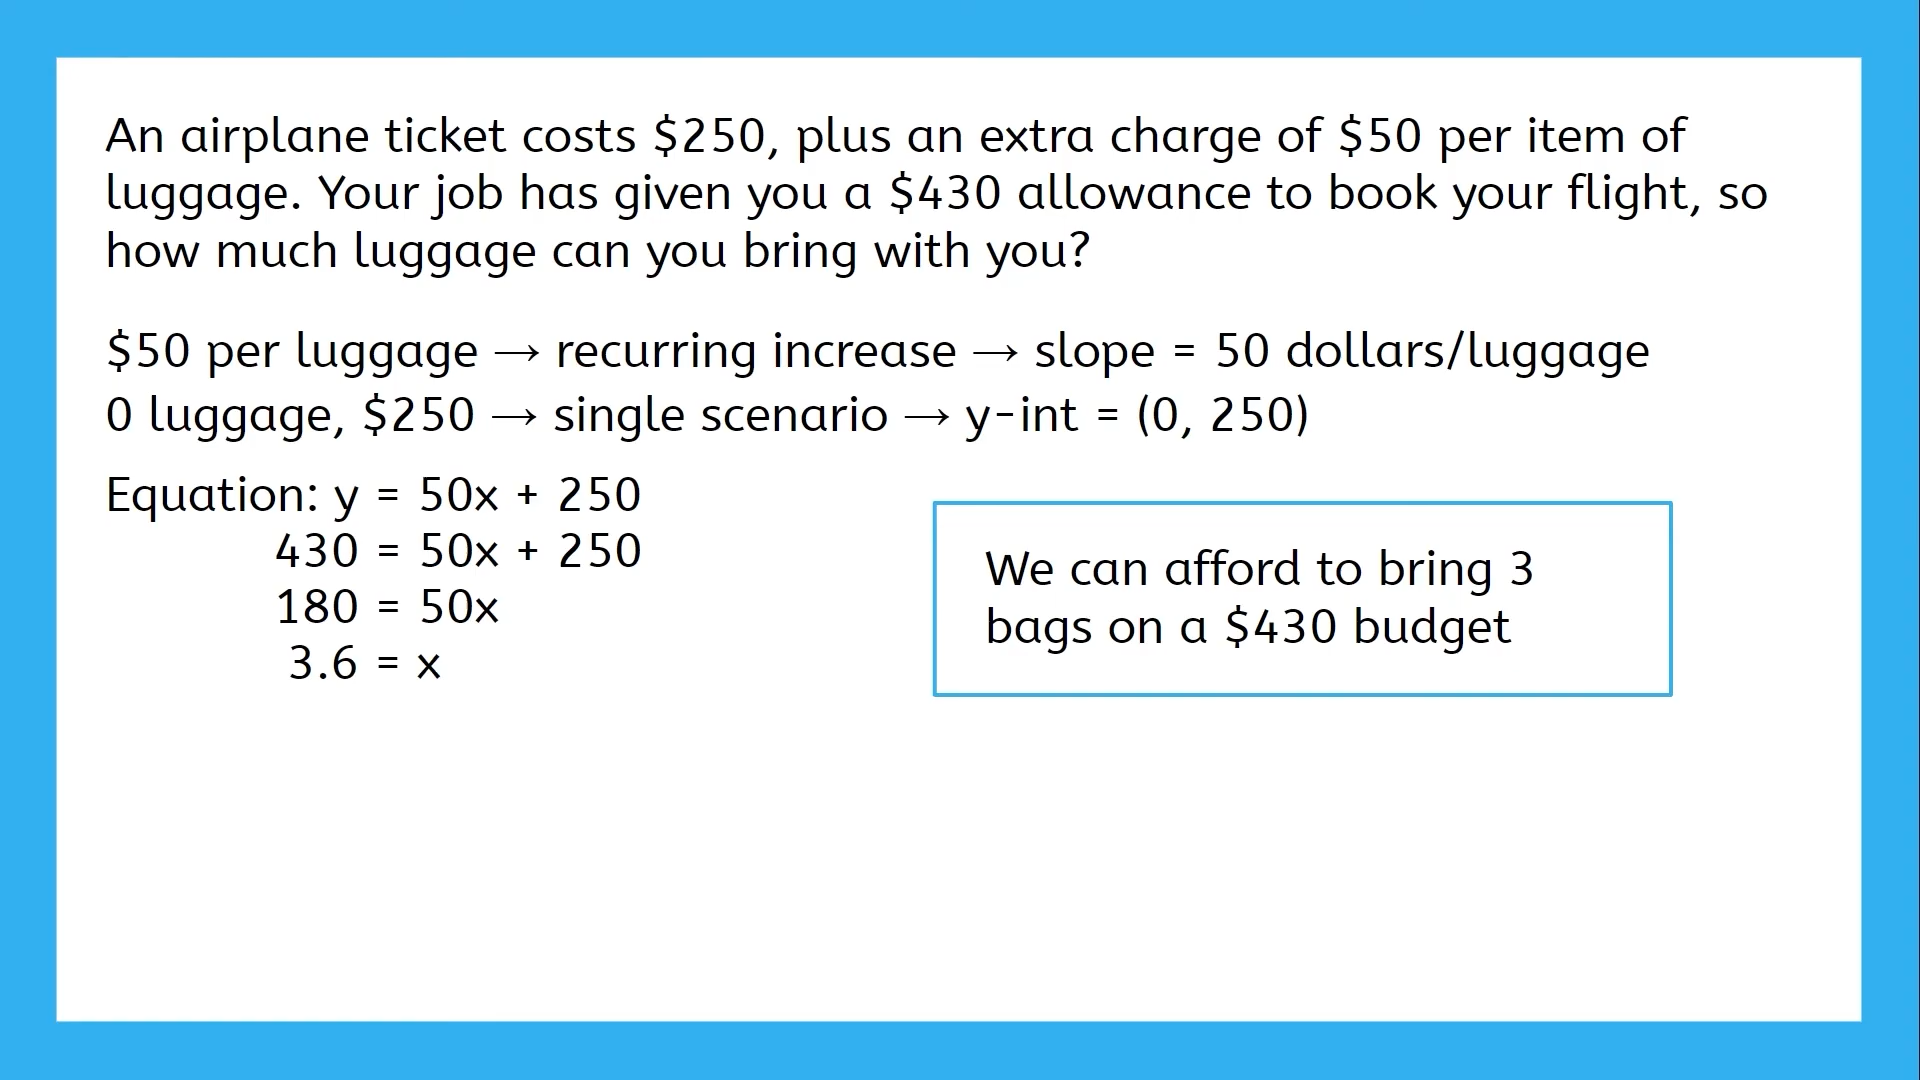 An airplane ticket costs $250, plus an extra charge of $50 per item of
luggage. Your job has given you a $430 allowance to book your flight, so
how much luggage can you bring with you?
$50 per luggage → recurring increase → slope = 50 dollars/luggage
0 luggage, $250 → single scenario → y-int = (0, 250)
Equation: y = 50x + 250
430 = 50x + 250
180 = 50x
3.6 = x
We can afford to bring 3
bags on a $430 budget